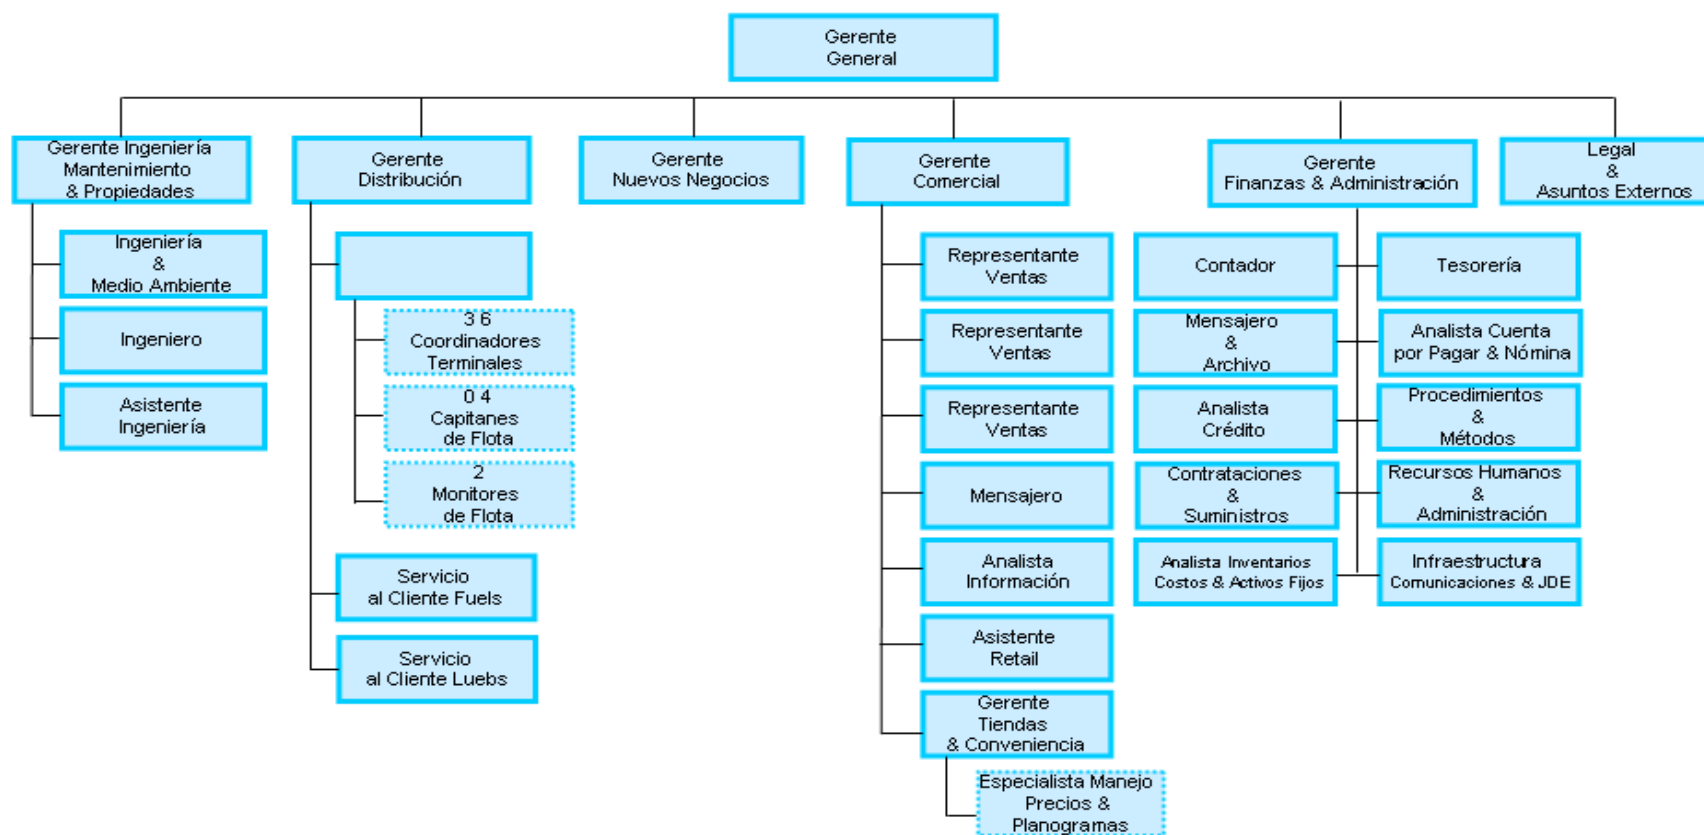 Gerente
General
Gerente Ingeniería
Mantenimiento
& Propiedades
Gerente
Distribución
Gerente
Nuevos Negocios
Gerente
Comercial
Gerente
Finanzas & Administración
Legal
&
Asuntos Externos
Ingeniería
&
Medio Ambiente
Ingeniero
Asistente
Ingeniería
3 6
Coordinadores
Terminales
0 4
Capitanes
de Flota
2
Monitores
de Flota
Servicio
al Cliente Fuels
Servicio
al Cliente Luebs
Representante
Ventas
Representante
Ventas
Representante
Ventas
Mensajero
Analista
Información
Asistente
Retail
Gerente
Tiendas
& Conveniencia
Especialista Manejo
Precios &
Planogramas
Contador
Mensajero
&
Archivo
Analista
Crédito
Contrataciones
&
Suministros
Analista Inventarios
Costos & Activos Fijos
Tesorería
Analista Cuenta
por Pagar & Nómina
Procedimientos
&
Métodos
Recursos Humanos
&
Administración
Infraestructura
Comunicaciones & JDE